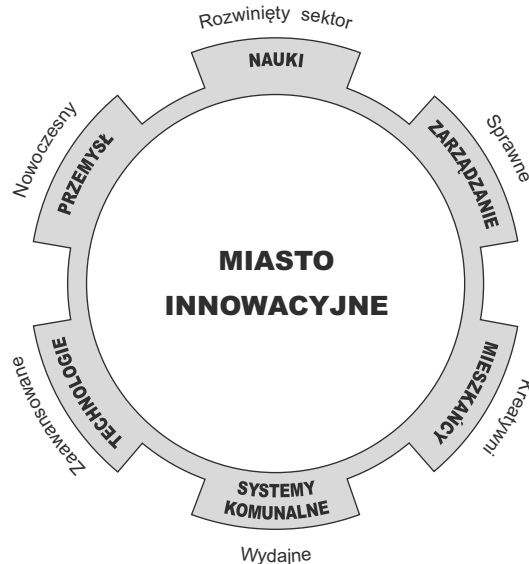 Rozwinięty sektor
NAUKI
Sprawne
ZARZĄDZANIE
Kreatywni
MIESZKAŃCY
Wydajne
SYSTEMY
KOMUNALNE
Zaawansowane
TECHNOLOGIE
Nowoczesny
PRZEMYSŁ
MIASTO
INNOWACYJNE